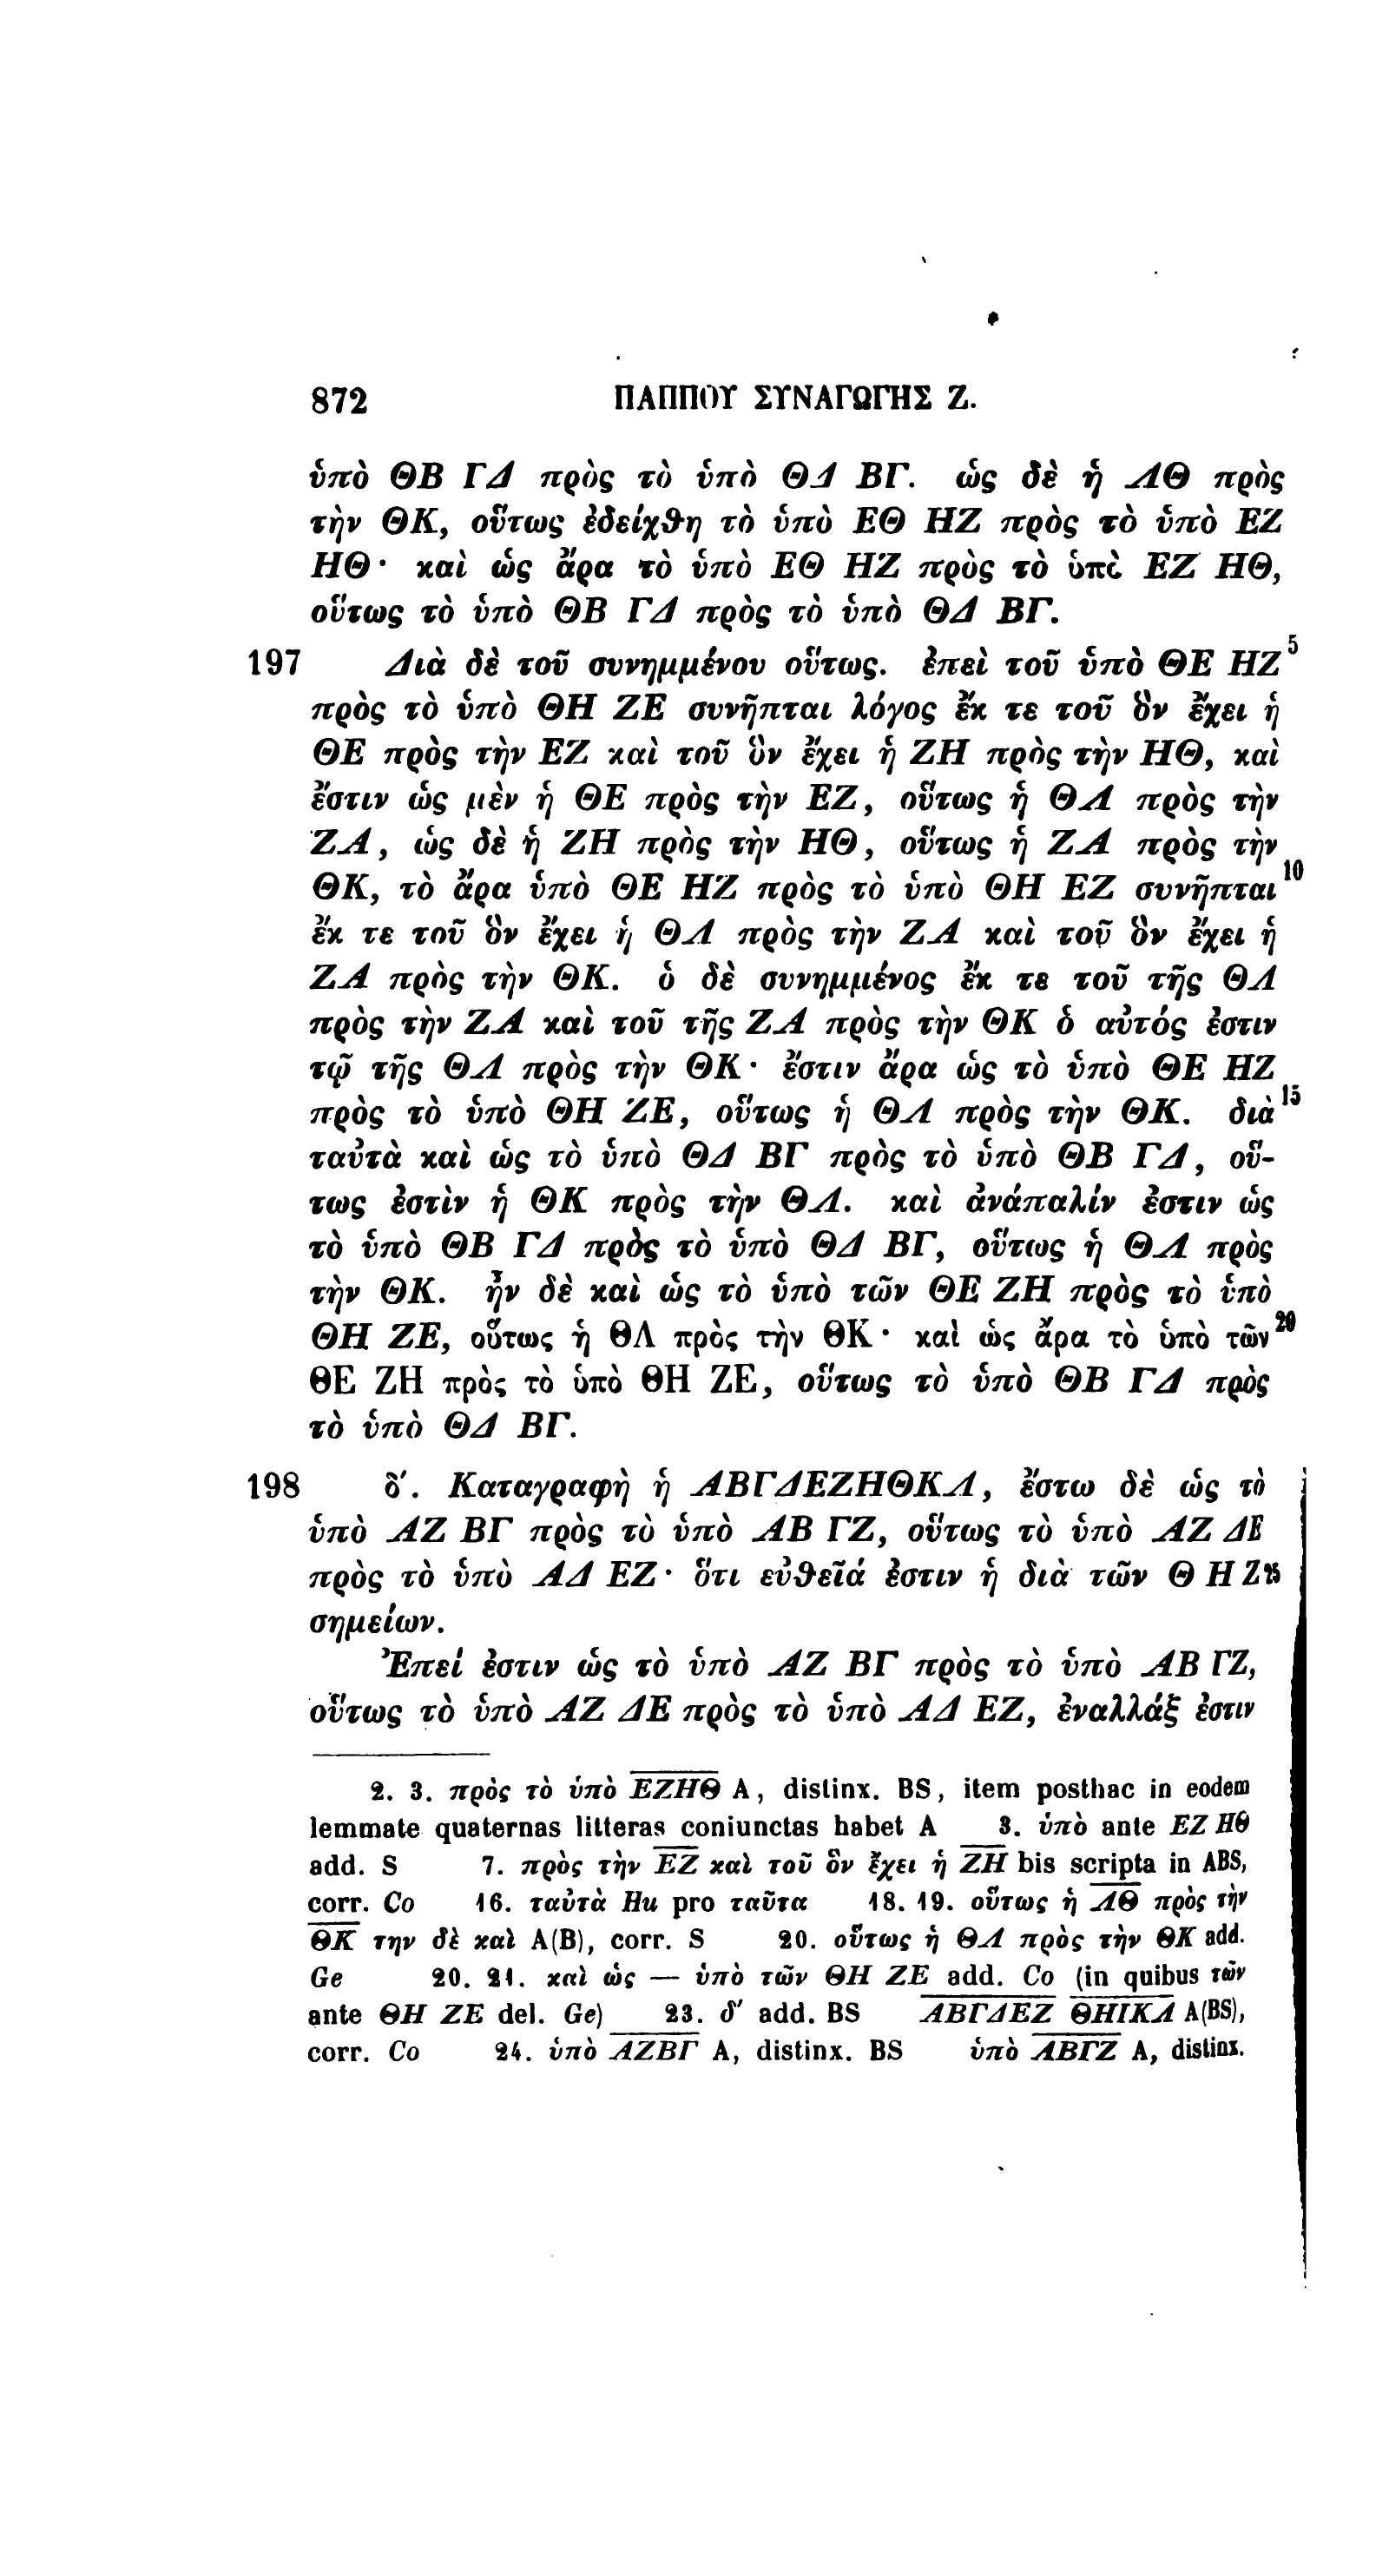 872 ΠΑΠΠΟΥ ΣΥΝΑΓΩΓΗΣ Ζ.
ὑπὸ ΘΒ ΓΔ πρὸς τὸ ὑπὸ ΘΔ ΒΓ. ὡς δὲ ἡ ΛΘ πρὸς
τὴν ΘΚ, οὕτως ἐδείχθη τὸ ὑπὸ ΕΘ ΗΖ πρὸς τὸ ὑπὸ ΕΖ
ΗΘ· καὶ ὡς ἄρα τὸ ὑπὸ ΕΘ ΗΖ πρὸς τὸ ὑπὸ ΕΖ ΗΘ,
οὕτως τὸ ὑπὸ ΘΒ ΓΔ πρὸς τὸ ὑπὸ ΘΔ ΒΓ.
197 Διὰ δὲ τοῦ συνημμένου οὕτως. ἐπεὶ τοῦ ὑπὸ ΘΕ ΗΖ 5
πρὸς τὸ ὑπὸ ΘΗ ΖΕ συνῆπται λόγος ἔκ τε τοῦ ὃν ἔχει ἡ
ΘΕ πρὸς τὴν ΕΖ καὶ τοῦ ὃν ἔχει ἡ ΖΗ πρὸς τὴν ΗΘ, καὶ
ἔστιν ὡς μὲν ἡ ΘΕ πρὸς τὴν ΕΖ, οὕτως ἡ ΘΛ πρὸς τὴν
ΖΑ, ὡς δὲ ἡ ΖΗ πρὸς τὴν ΗΘ, οὕτως ἡ ΖΑ πρὸς τὴν
ΘΚ, τὸ ἄρα ὑπὸ ΘΕ ΗΖ πρὸς τὸ ὑπὸ ΘΗ ΕΖ συνῆπται 10
ἔκ τε τοῦ ὃν ἔχει ἡ ΘΛ πρὸς τὴν ΖΑ καὶ τοῦ ὃν ἔχει ἡ
ΖΑ πρὸς τὴν ΘΚ. ὁ δὲ συνημμένος ἔκ τε τοῦ τῆς ΘΛ
πρὸς τὴν ΖΑ καὶ τοῦ τῆς ΖΑ πρὸς τὴν ΘΚ ὁ αὐτός ἐστιν
τῷ τῆς ΘΛ πρὸς τὴν ΘΚ· ἔστιν ἄρα ὡς τὸ ὑπὸ ΘΕ ΗΖ
πρὸς τὸ ὑπὸ ΘΗ ΖΕ, οὕτως ἡ ΘΛ πρὸς τὴν ΘΚ. διὰ 15
ταὐτὰ καὶ ὡς τὸ ὑπὸ ΘΔ ΒΓ πρὸς τὸ ὑπὸ ΘΒ ΓΔ, οὕ-
τως ἐστὶν ἡ ΘΚ πρὸς τὴν ΘΛ. καὶ ἀνάπαλίν ἐστιν ὡς
τὸ ὑπὸ ΘΒ ΓΔ πρὸς τὸ ὑπὸ ΘΔ ΒΓ, οὕτως ἡ ΘΛ πρὸς
τὴν ΘΚ. ἦν δὲ καὶ ὡς τὸ ὑπὸ τῶν ΘΕ ΖΗ πρὸς τὸ ὑπὸ
ΘΗ ΖΕ, οὕτως ἡ ΘΛ πρὸς τὴν ΘΚ· καὶ ὡς ἄρα τὸ ὑπὸ τῶν 20
ΘΕ ΖΗ πρὸς τὸ ὑπὸ ΘΗ ΖΕ, οὕτως τὸ ὑπὸ ΘΒ ΓΔ πρὸς
τὸ ὑπὸ ΘΔ ΒΓ.
198 δ′. Καταγραφὴ ἡ ΑΒΓΔΕΖΗΘΚΛ, ἔστω δὲ ὡς τὸ
ὑπὸ ΑΖ ΒΓ πρὸς τὸ ὑπὸ ΑΒ ΓΖ, οὕτως τὸ ὑπὸ ΑΖ ΔΕ
πρὸς τὸ ὑπὸ ΑΔ ΕΖ· ὅτι εὐθεῖά ἐστιν ἡ διὰ τῶν Θ Η Ζ 25
σημείων.
Ἐπεί ἐστιν ὡς τὸ ὑπὸ ΑΖ ΒΓ πρὸς τὸ ὑπὸ ΑΒ ΓΖ,
οὕτως τὸ ὑπὸ ΑΖ ΔΕ πρὸς τὸ ὑπὸ ΑΔ ΕΖ, ἐναλλάξ ἐστιν
2. 3. πρὸς τὸ ὑπὸ ΕΖΗΘ A, distinx. BS, item posthac in eodem
lemmate quaternas litteras coniunctas habet A 3. ὑπὸ ante ΕΖ ΗΘ
add. S 7. πρὸς τὴν ΕΖ καὶ τοῦ ὃν ἔχει ἡ ΖΗ bis scripta in ABS,
corr. Co 16. ταὐτὰ Hu pro ταῦτα 18. 19. οὕτως ἡ ΛΘ πρὸς τὴν
ΘΚ την δὲ καὶ A(B), corr. S 20. οὕτως ἡ ΘΛ πρὸς τὴν ΘΚ add.
Ge 20. 21. καὶ ὡς — ὑπὸ τῶν ΘΗ ΖΕ add. Co (in quibus τῶν
ante ΘΗ ΖΕ del. Ge) 23. δ′ add. BS ΑΒΓΔΕΖ ΘΗΙΚΛ A(BS),
corr. Co 24. ὑπὸ ΑΖΒΓ A, distinx. BS ὑπὸ ΑΒΓΖ A, distinx.